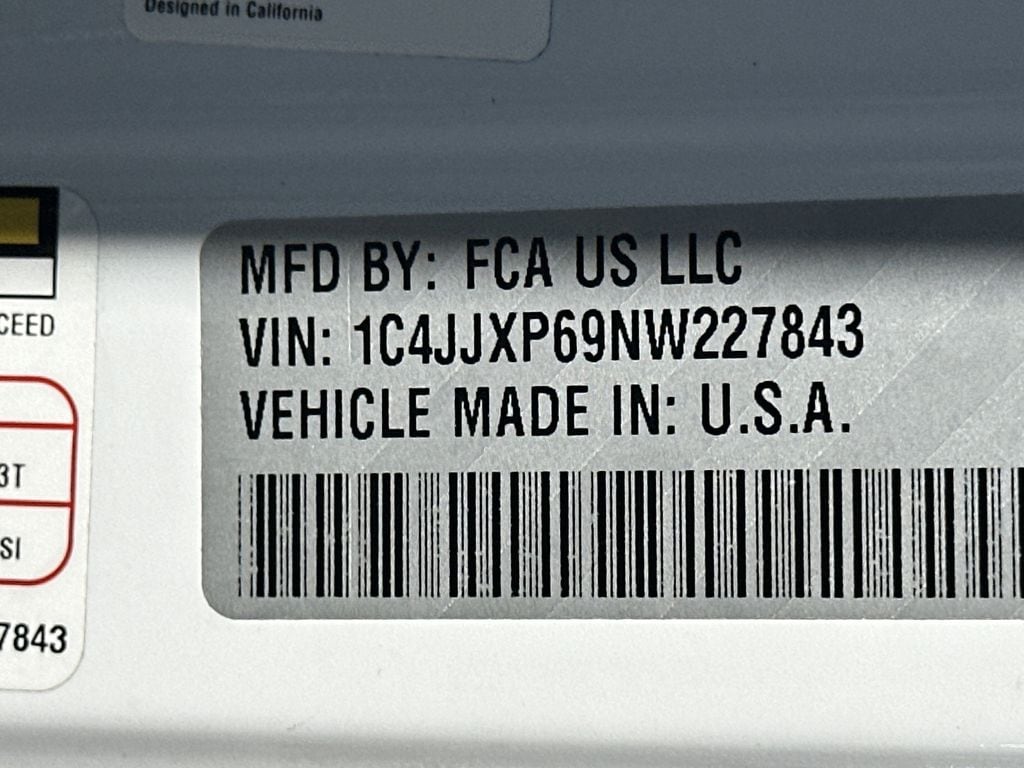 Designed in California
CEED
3T
SI
7843
MFD BY: FCA US LLC
VIN: 1C4JJXP69NW227843
VEHICLE MADE IN: U.S.A.